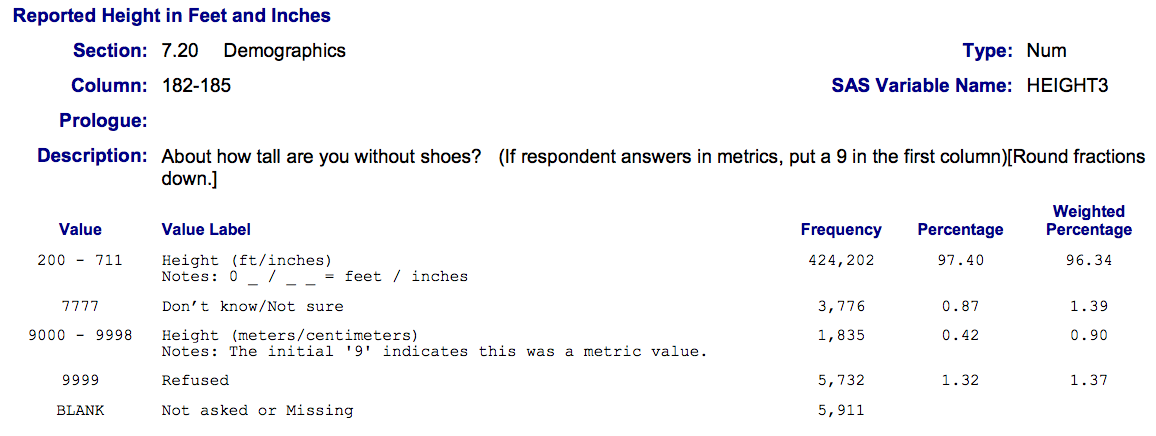 Reported Height in Feet and Inches
Section: 7.20 Demographics Type: Num
Column: 182-185 SAS Variable Name: HEIGHT3
Prologue:
Description: About how tall are you without shoes? (If respondent answers in metrics, put a 9 in the first column)[Round fractions
down.]
Weighted
Value Value Label Frequency Percentage Percentage
200 - 711 Height (ft/inches) 424,202 97.40 96.34
Notes: 0 _ / _ _ = feet / inches
7777 Don’t know/Not sure 3,776 0.87 1.39
9000 - 9998 Height (meters/centimeters) 1,835 0.42 0.90
Notes: The initial '9' indicates this was a metric value.
9999 Refused 5,732 1.32 1.37
BLANK Not asked or Missing 5,911